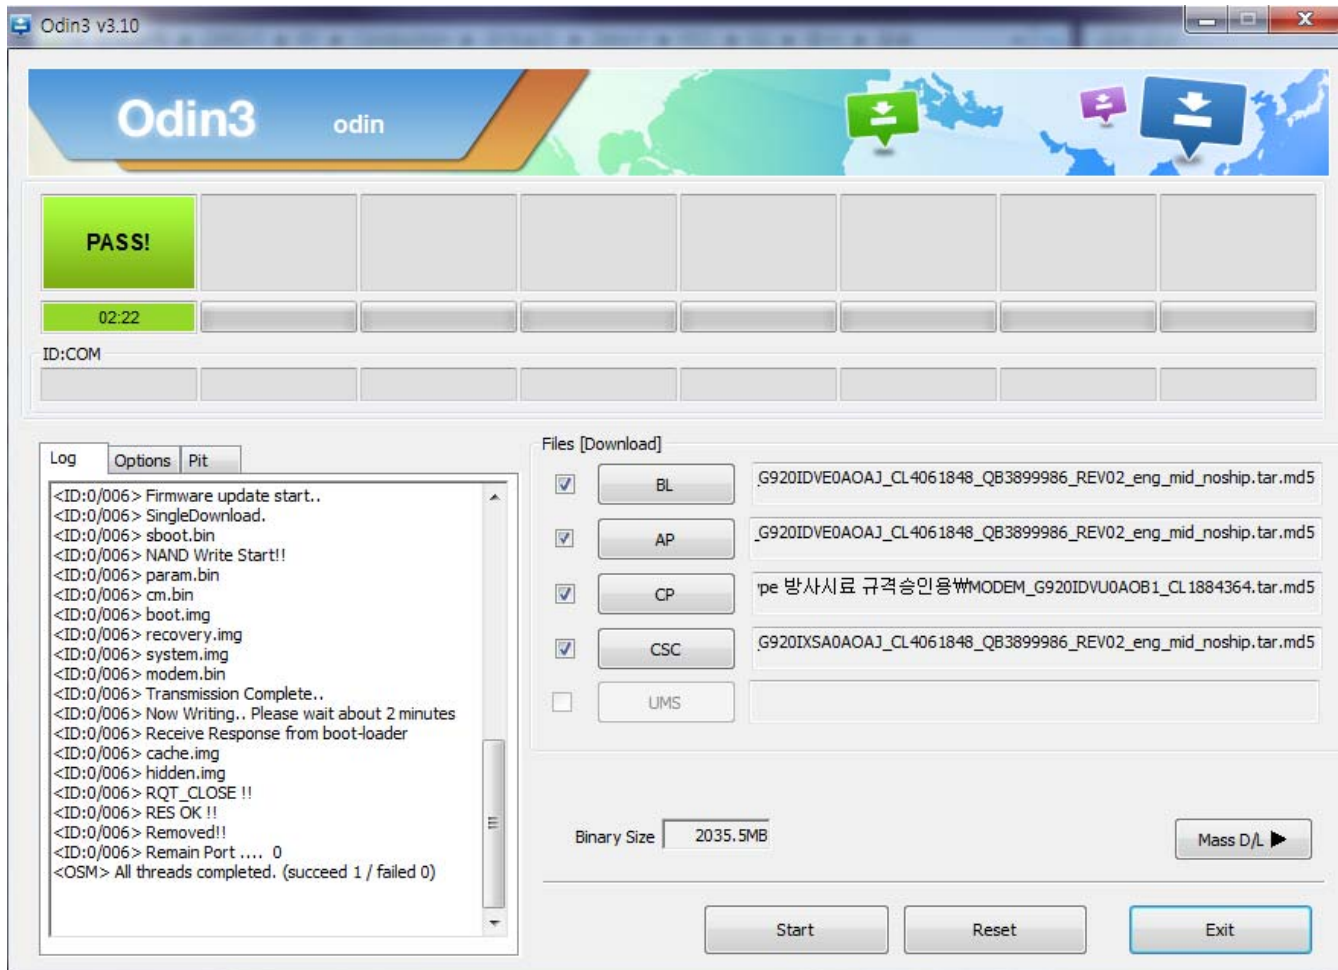 Odin3 v3.10
Odin3 odin
PASS!
02:22
ID:COM
Log Options Pit
<ID:0/006> Firmware update start..
<ID:0/006> SingleDownload.
<ID:0/006> sboot.bin
<ID:0/006> NAND Write Start!!
<ID:0/006> param.bin
<ID:0/006> cm.bin
<ID:0/006> boot.img
<ID:0/006> recovery.img
<ID:0/006> system.img
<ID:0/006> modem.bin
<ID:0/006> Transmission Complete..
<ID:0/006> Now Writing.. Please wait about 2 minutes
<ID:0/006> Receive Response from boot-loader
<ID:0/006> cache.img
<ID:0/006> hidden.img
<ID:0/006> RQT_CLOSE !!
<ID:0/006> RES OK !!
<ID:0/006> Removed!!
<ID:0/006> Remain Port .... 0
<OSM> All threads completed. (succeed 1 / failed 0)
Files [Download]
BL _G920IDVE0AOAJ_CL4061848_QB3899986_REV02_eng_mid_noship.tar.md5
AP _G920IDVE0AOAJ_CL4061848_QB3899986_REV02_eng_mid_noship.tar.md5
CP pe 방사시료 규격승인용₩MODEM_G920IDVU0AOB1_CL1884364.tar.md5
CSC _G920IXSA0AOAJ_CL4061848_QB3899986_REV02_eng_mid_noship.tar.md5
UMS
Binary Size 2035.5MB
Mass D/L ▶
Start Reset Exit